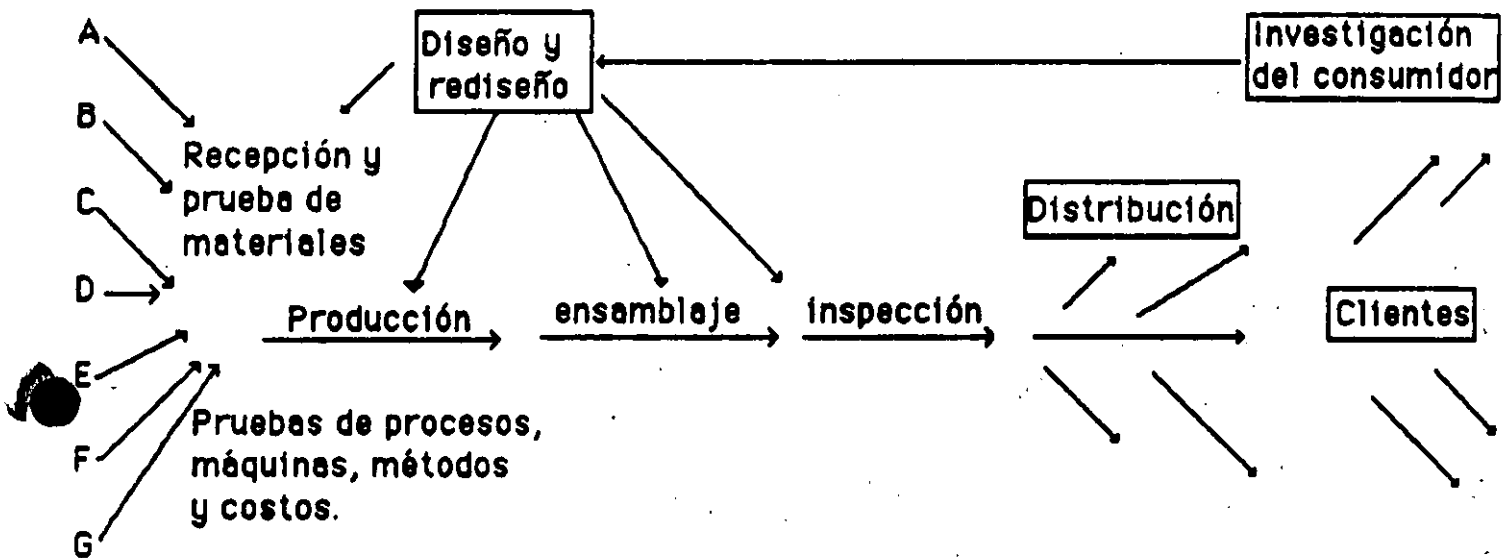 A
B
C
D
E
F
G
Diseño y
rediseño
Investigación
del consumidor
Recepción y
prueba de
materiales
Distribución
Producción
ensamblaje
Inspección
Clientes
Pruebas de procesos,
máquinas, métodos
y costos.